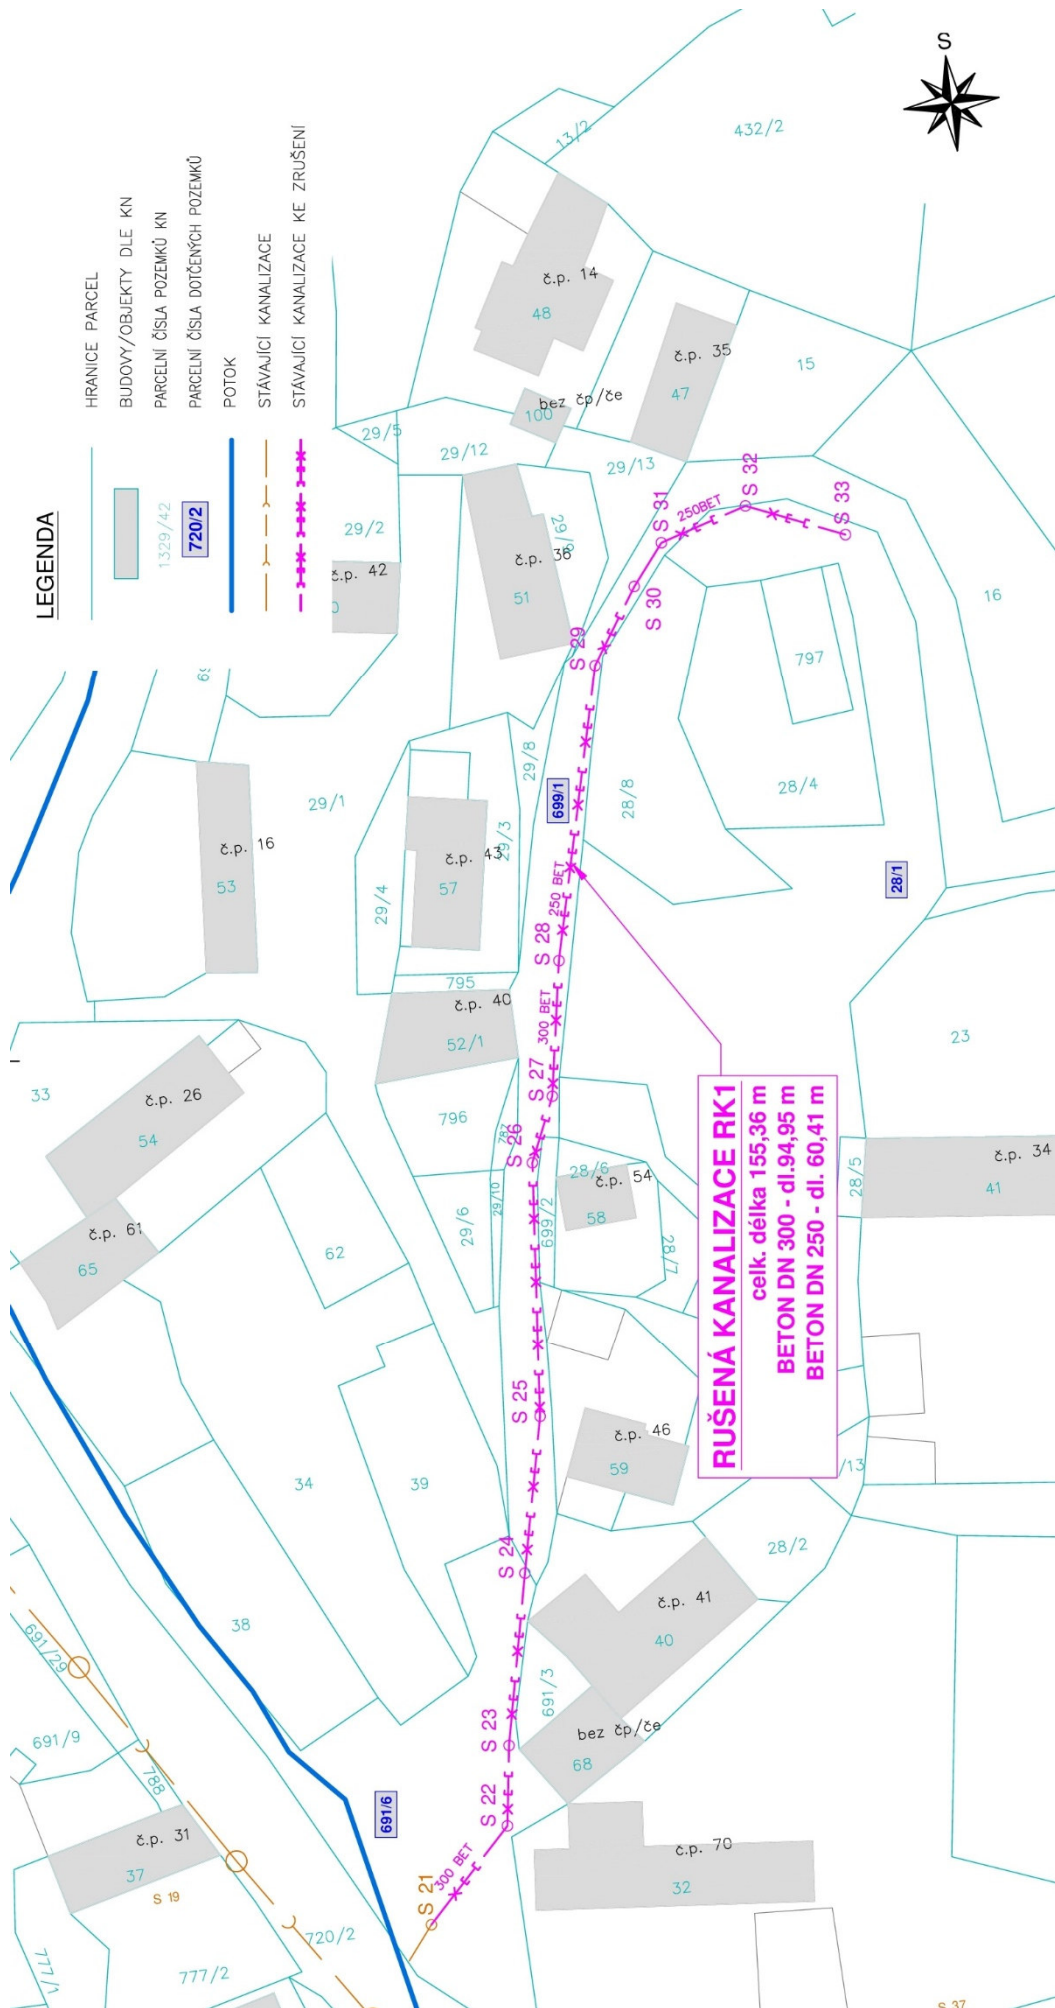 LEGENDA
HRANICE PARCEL
BUDOVY/OBJEKTY DLE KN
1329/42
PARCELNÍ ČÍSLA POZEMKŮ KN
720/2
PARCELNÍ ČÍSLA DOTČENÝCH POZEMKŮ
POTOK
STÁVAJÍCÍ KANALIZACE
STÁVAJÍCÍ KANALIZACE KE ZRUŠENÍ
S
432/2
13/2
č.p. 14
48
č.p. 35
47
15
bez čp/če
100
29/5
29/12
29/13
29/2
č.p. 42
29/9
č.p. 36
51
S 31
250BET
S 32
S 33
S 30
S 29
16
797
28/4
28/8
29/8
699/1
29/1
č.p. 16
53
29/3
č.p. 43
57
29/4
28/1
S 28
250 BET
795
č.p. 40
52/1
300 BET
S 27
23
33
č.p. 26
54
796
787
S 26
28/6
č.p. 54
58
699/2
28/7
29/10
29/6
č.p. 61
65
62
28/5
č.p. 34
41
RUŠENÁ KANALIZACE RK1
celk. délka 155,36 m
BETON DN 300 - dl.94,95 m
BETON DN 250 - dl. 60,41 m
S 25
č.p. 46
59
/13
34
39
S 24
28/2
č.p. 41
40
38
691/29
691/3
S 23
bez čp/če
68
691/9
788
S 22
691/6
č.p. 31
37
S 19
300 BET
S 21
č.p. 70
32
720/2
777/1
777/2
S 37